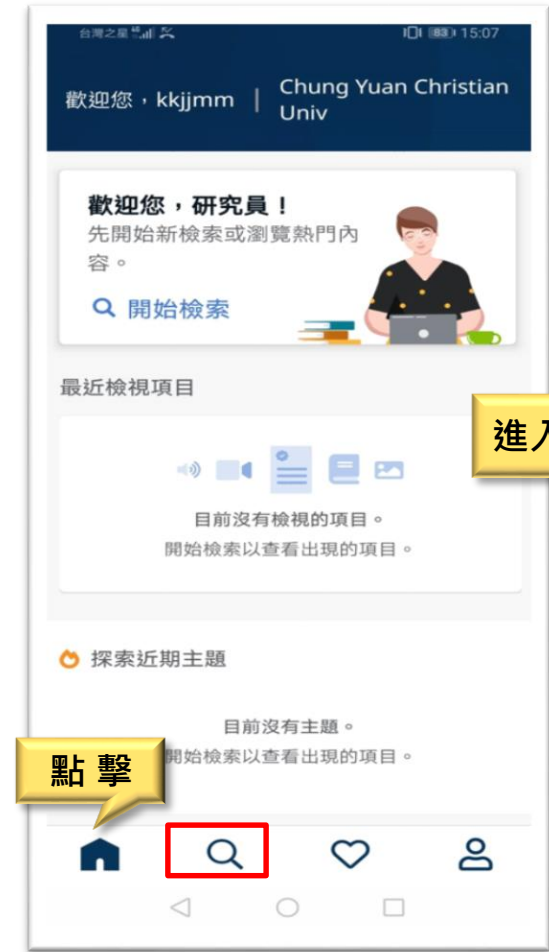 台灣之星 83 15:07
歡迎您，kkjjmm | Chung Yuan Christian
Univ
歡迎您，研究員！
先開始新檢索或瀏覽熱門內
容。
開始檢索
最近檢視項目
進入
目前沒有檢視的項目。
開始檢索以查看出現的項目。
探索近期主題
目前沒有主題。
點 擊
開始檢索以查看出現的項目。